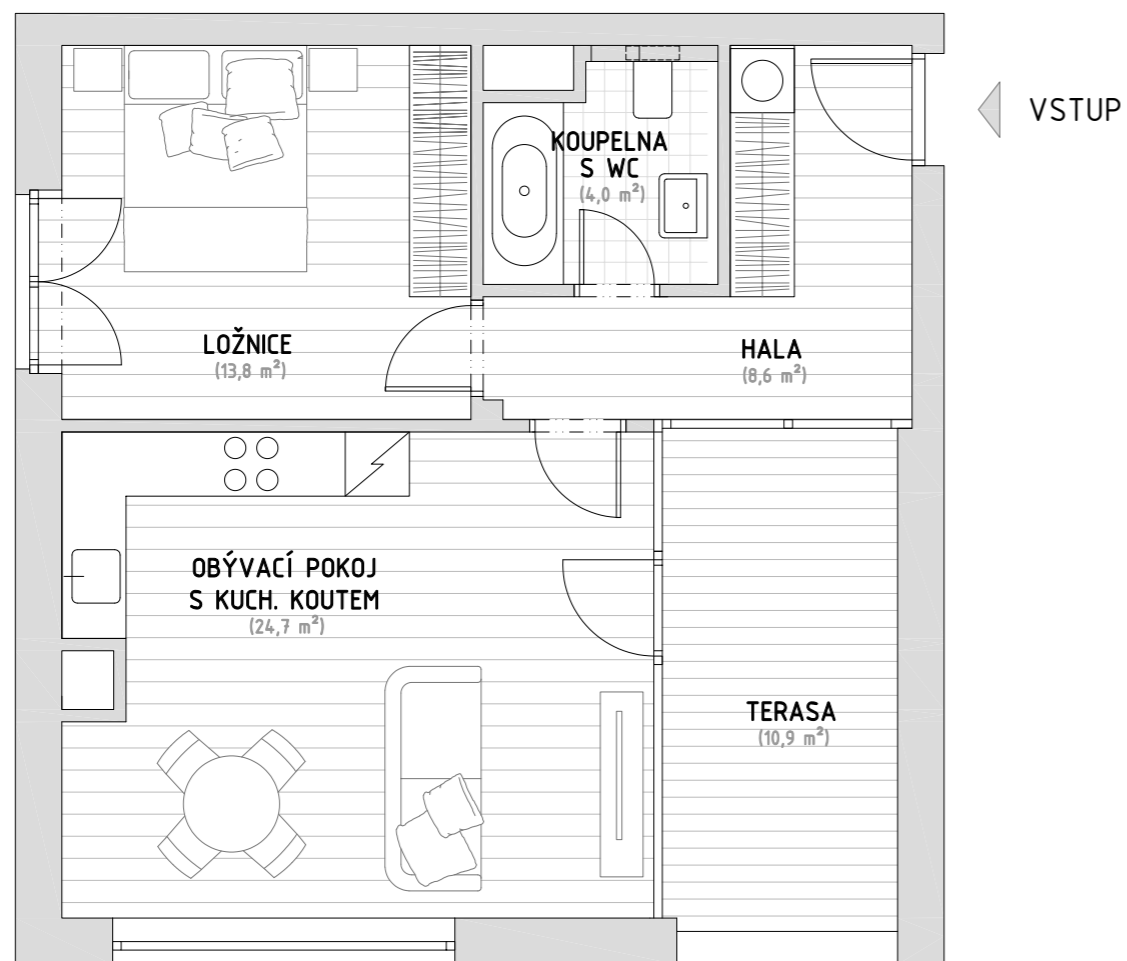 VSTUP
KOUPELNA
S WC
(4,0 m²)
LOŽNICE
(13,8 m²)
HALA
(8,6 m²)
OBÝVACÍ POKOJ
S KUCH. KOUTEM
(24,7 m²)
TERASA
(10,9 m²)